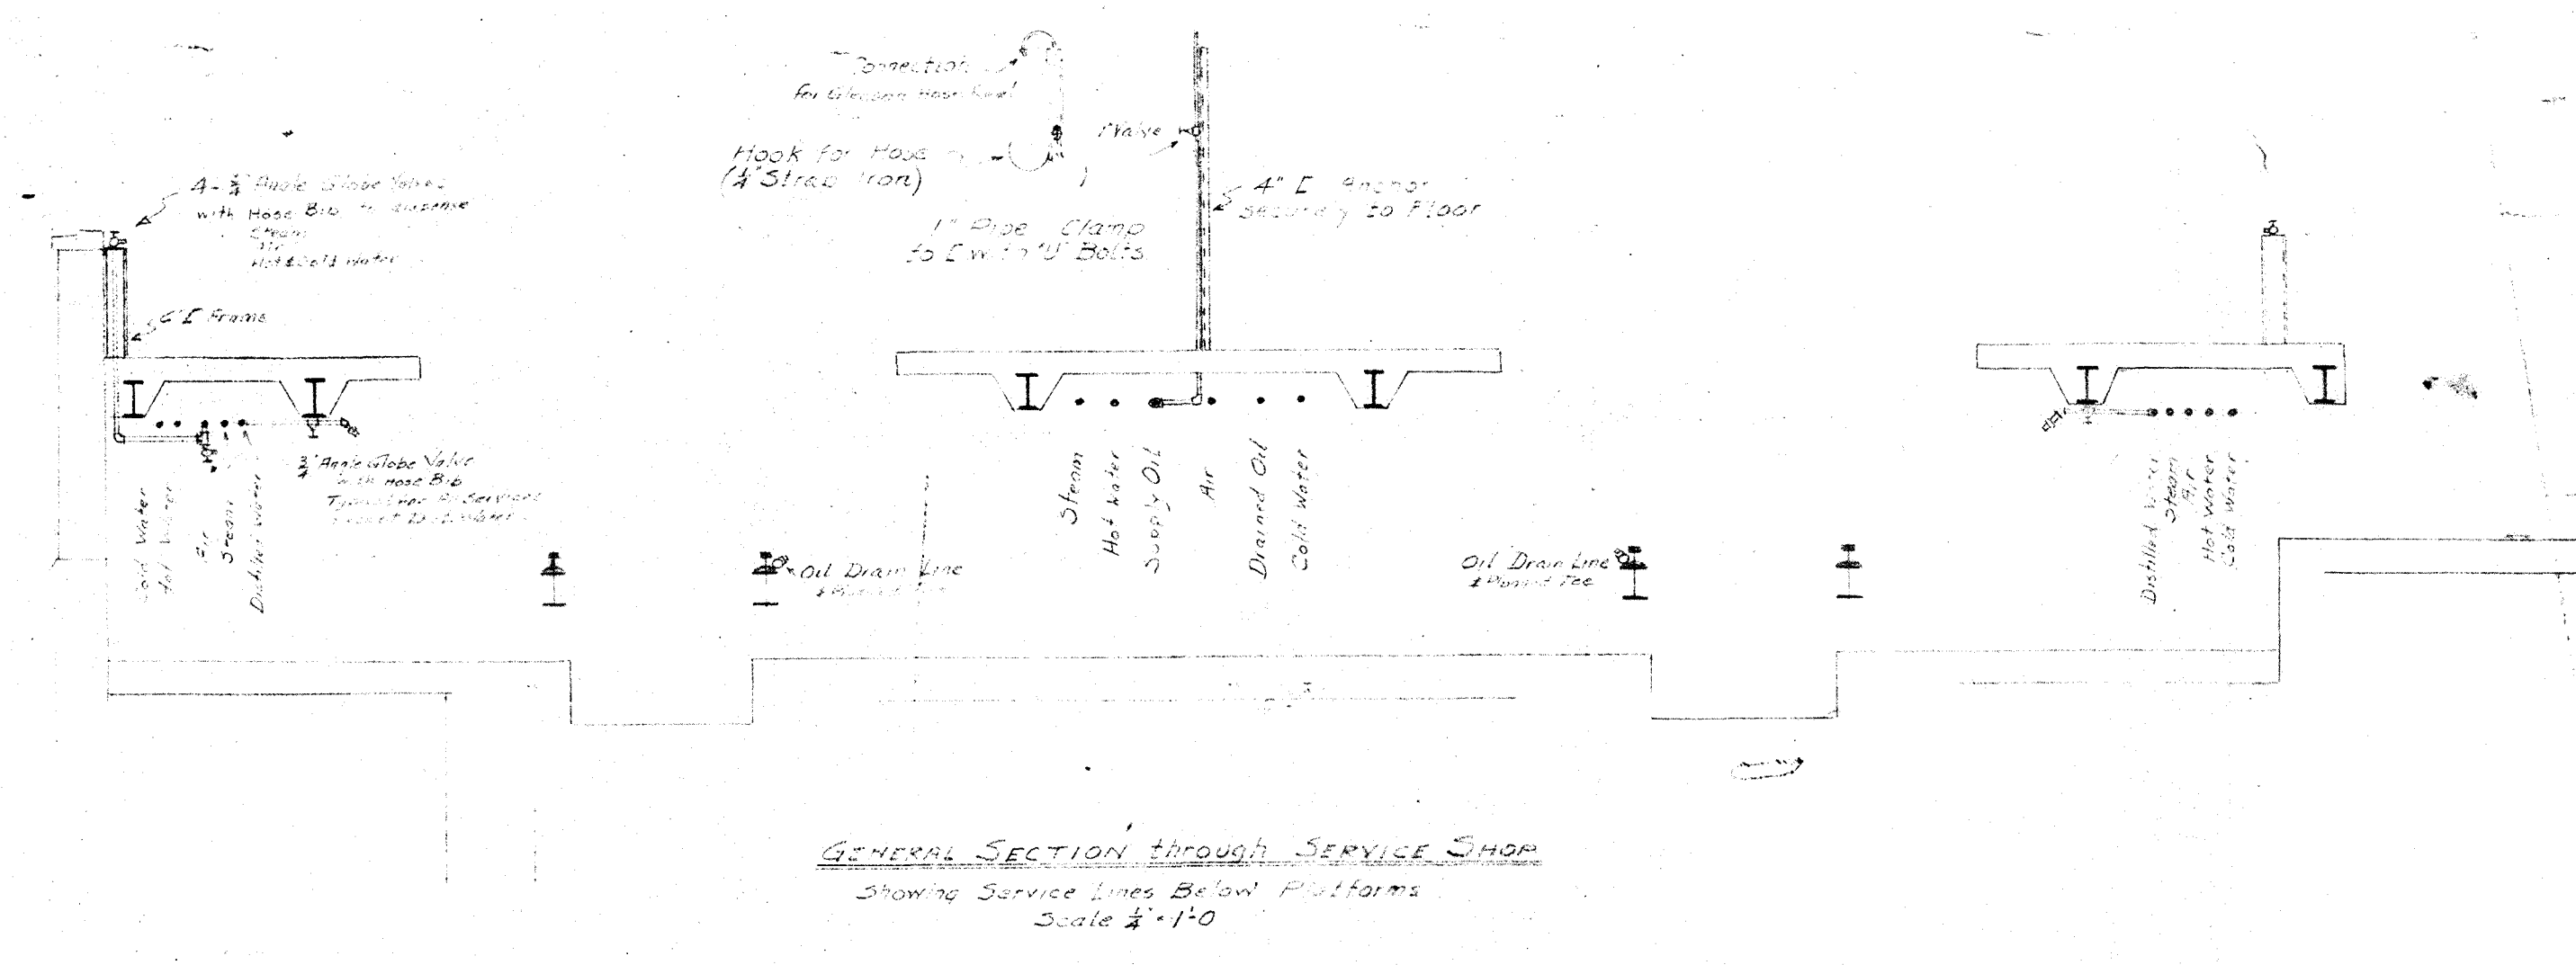 Connection
for Gleason Hose Reel
1" Valve
Hook for Hose
(¼" Strap Iron)
4" [ Anchor
securely to Floor
1" Pipe Clamp
to [ with "U" Bolts
4-¾" Angle Globe Valves
with Hose Bib to dispense
Steam
Air
Hot & Cold Water
6" [ Frame
¾" Angle Globe Valve
with Hose Bib
Typical for All Services
Cold Water
Hot Water
Air
Steam
Distilled Water
Oil Drain Line
Steam
Hot Water
Supply Oil
Air
Drained Oil
Cold Water
Oil Drain Line
& Plugged Tee
Distilled Water
Steam
Air
Hot Water
Cold Water
GENERAL SECTION through SERVICE SHOP
Showing Service Lines Below Platforms
Scale ¼" = 1'-0